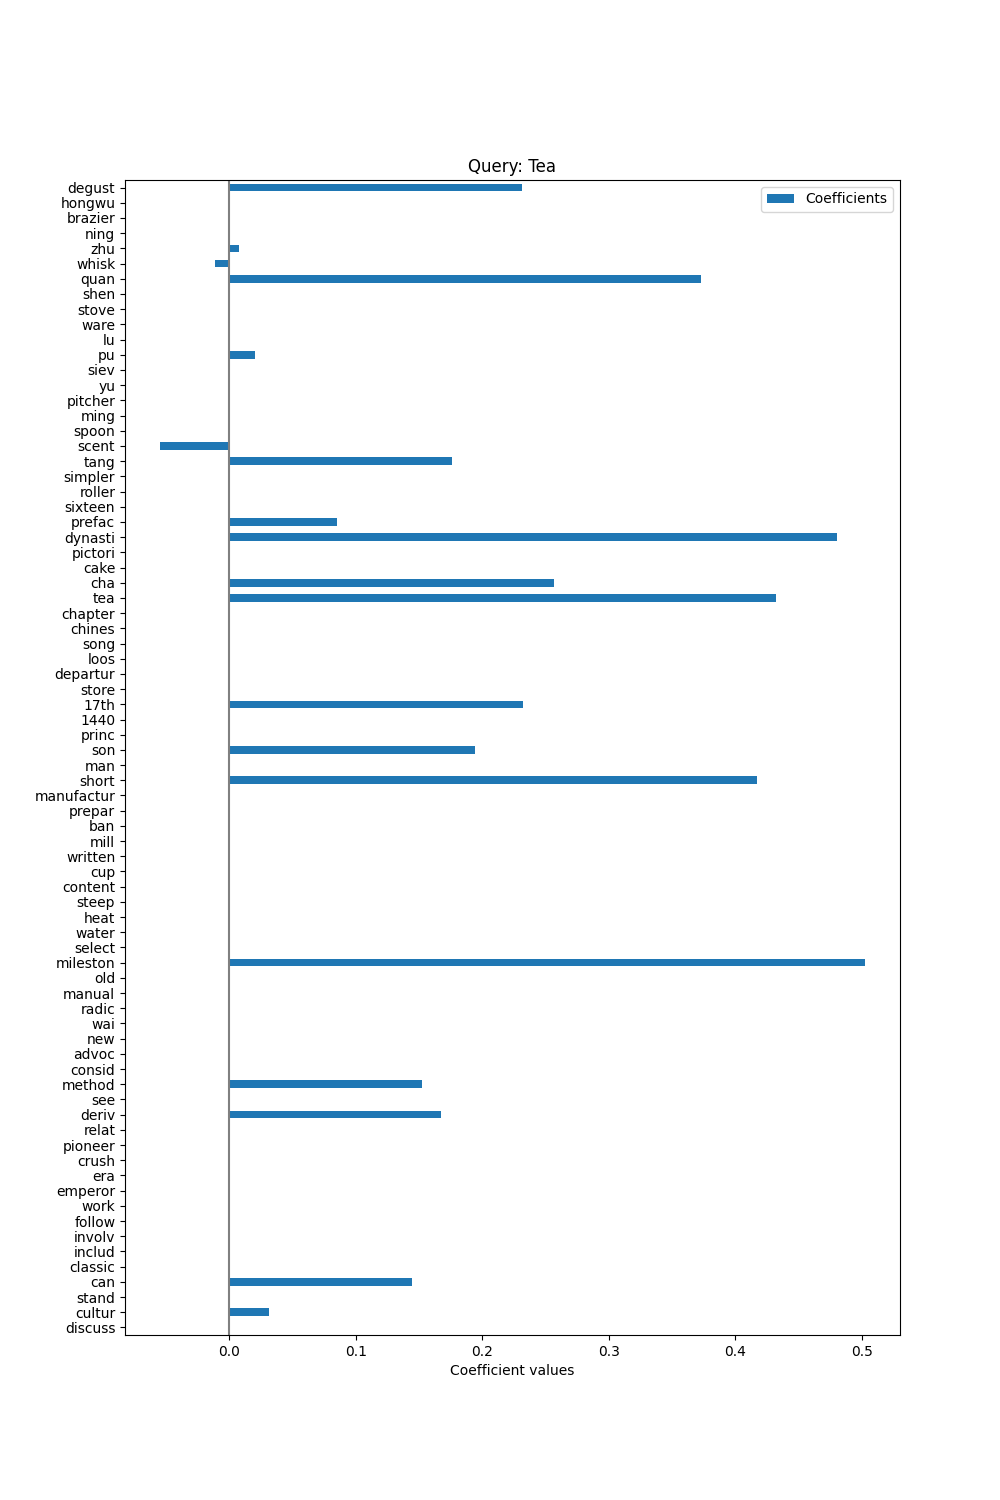 Query: Tea
degust
hongwu
brazier
ning
zhu
whisk
quan
shen
stove
ware
lu
pu
siev
yu
pitcher
ming
spoon
scent
tang
simpler
roller
sixteen
prefac
dynasti
pictori
cake
cha
tea
chapter
chines
song
loos
departur
store
17th
1440
princ
son
man
short
manufactur
prepar
ban
mill
written
cup
content
steep
heat
water
select
mileston
old
manual
radic
wai
new
advoc
consid
method
see
deriv
relat
pioneer
crush
era
emperor
work
follow
involv
includ
classic
can
stand
cultur
discuss
Coefficients
0.0 0.1 0.2 0.3 0.4 0.5
Coefficient values